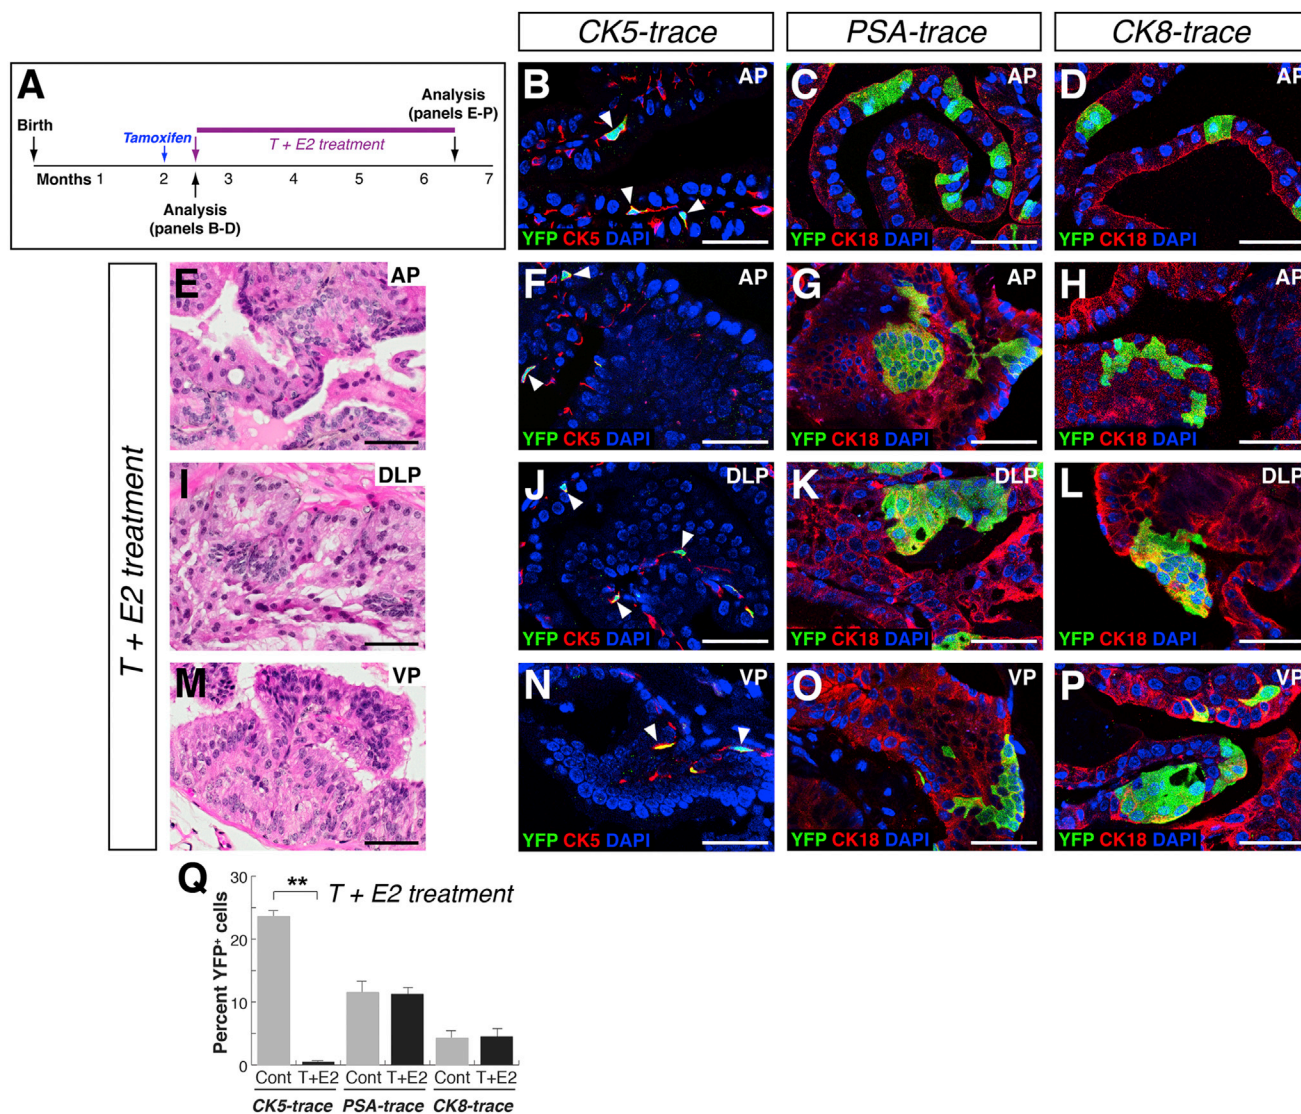 CK5-trace PSA-trace CK8-trace
A
Analysis
(panels E-P)
Birth
Tamoxifen
T + E2 treatment
Months 1 2 3 4 5 6 7
Analysis
(panels B-D)
B AP
YFP CK5 DAPI
C AP
YFP CK18 DAPI
D AP
YFP CK18 DAPI
T + E2 treatment
E AP
F AP
YFP CK5 DAPI
G AP
YFP CK18 DAPI
H AP
YFP CK18 DAPI
I DLP
J DLP
YFP CK5 DAPI
K DLP
YFP CK18 DAPI
L DLP
YFP CK18 DAPI
M VP
N VP
YFP CK5 DAPI
O VP
YFP CK18 DAPI
P VP
YFP CK18 DAPI
Q
T + E2 treatment
**
Percent YFP⁺ cells
30
20
10
0
Cont T+E2 Cont T+E2 Cont T+E2
CK5-trace PSA-trace CK8-trace